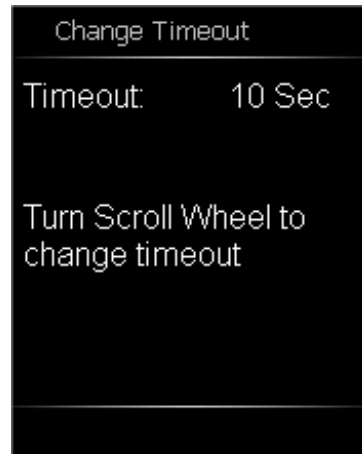 Change Timeout
Timeout: 10 Sec
Turn Scroll Wheel to
change timeout